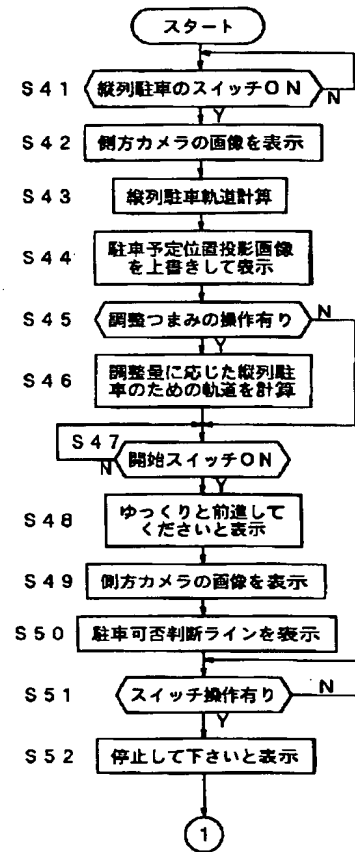 スタート
S41 縦列駐車のスイッチON N
Y
S42 側方カメラの画像を表示
S43 縦列駐車軌道計算
S44 駐車予定位置投影画像
を上書きして表示
S45 調整つまみの操作有り N
Y
S46 調整量に応じた縦列駐
車のための軌道を計算
S47
N 開始スイッチON
Y
S48 ゆっくりと前進して
くださいと表示
S49 側方カメラの画像を表示
S50 駐車可否判断ラインを表示
S51 スイッチ操作有り N
Y
S52 停止して下さいと表示
1